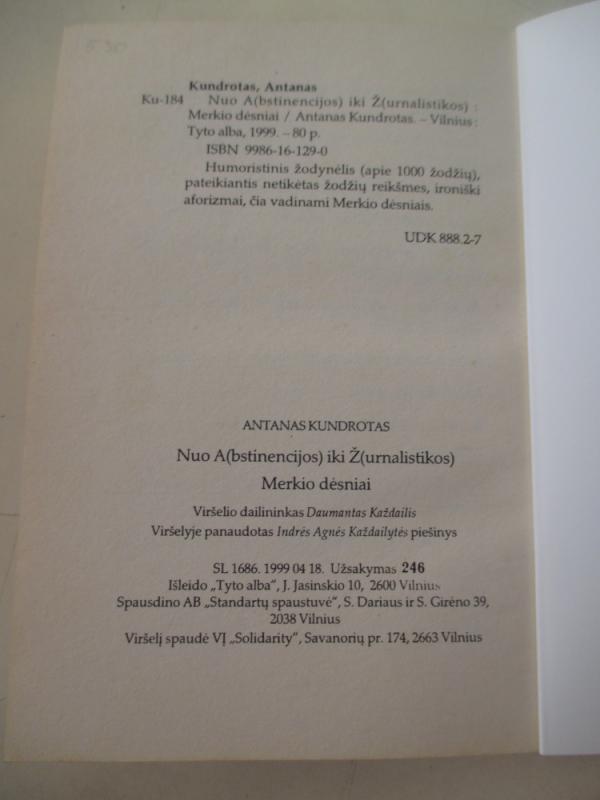 Kundrotas, Antanas
Ku-184 Nuo A(bstinencijos) iki Ž(urnalistikos) :
Merkio dėsniai / Antanas Kundrotas. – Vilnius :
Tyto alba, 1999. – 80 p.
ISBN 9986-16-129-0
Humoristinis žodynėlis (apie 1000 žodžių),
pateikiantis netikėtas žodžių reikšmes, ironiški
aforizmai, čia vadinami Merkio dėsniais.
UDK 888.2-7
ANTANAS KUNDROTAS
Nuo A(bstinencijos) iki Ž(urnalistikos)
Merkio dėsniai
Viršelio dailininkas Daumantas Každailis
Viršelyje panaudotas Indrės Agnės Každailytės piešinys
SL 1686. 1999 04 18. Užsakymas 246
Išleido „Tyto alba", J. Jasinskio 10, 2600 Vilnius
Spausdino AB „Standartų spaustuvė", S. Dariaus ir S. Girėno 39,
2038 Vilnius
Viršelį spaudė VĮ „Solidarity", Savanorių pr. 174, 2663 Vilnius